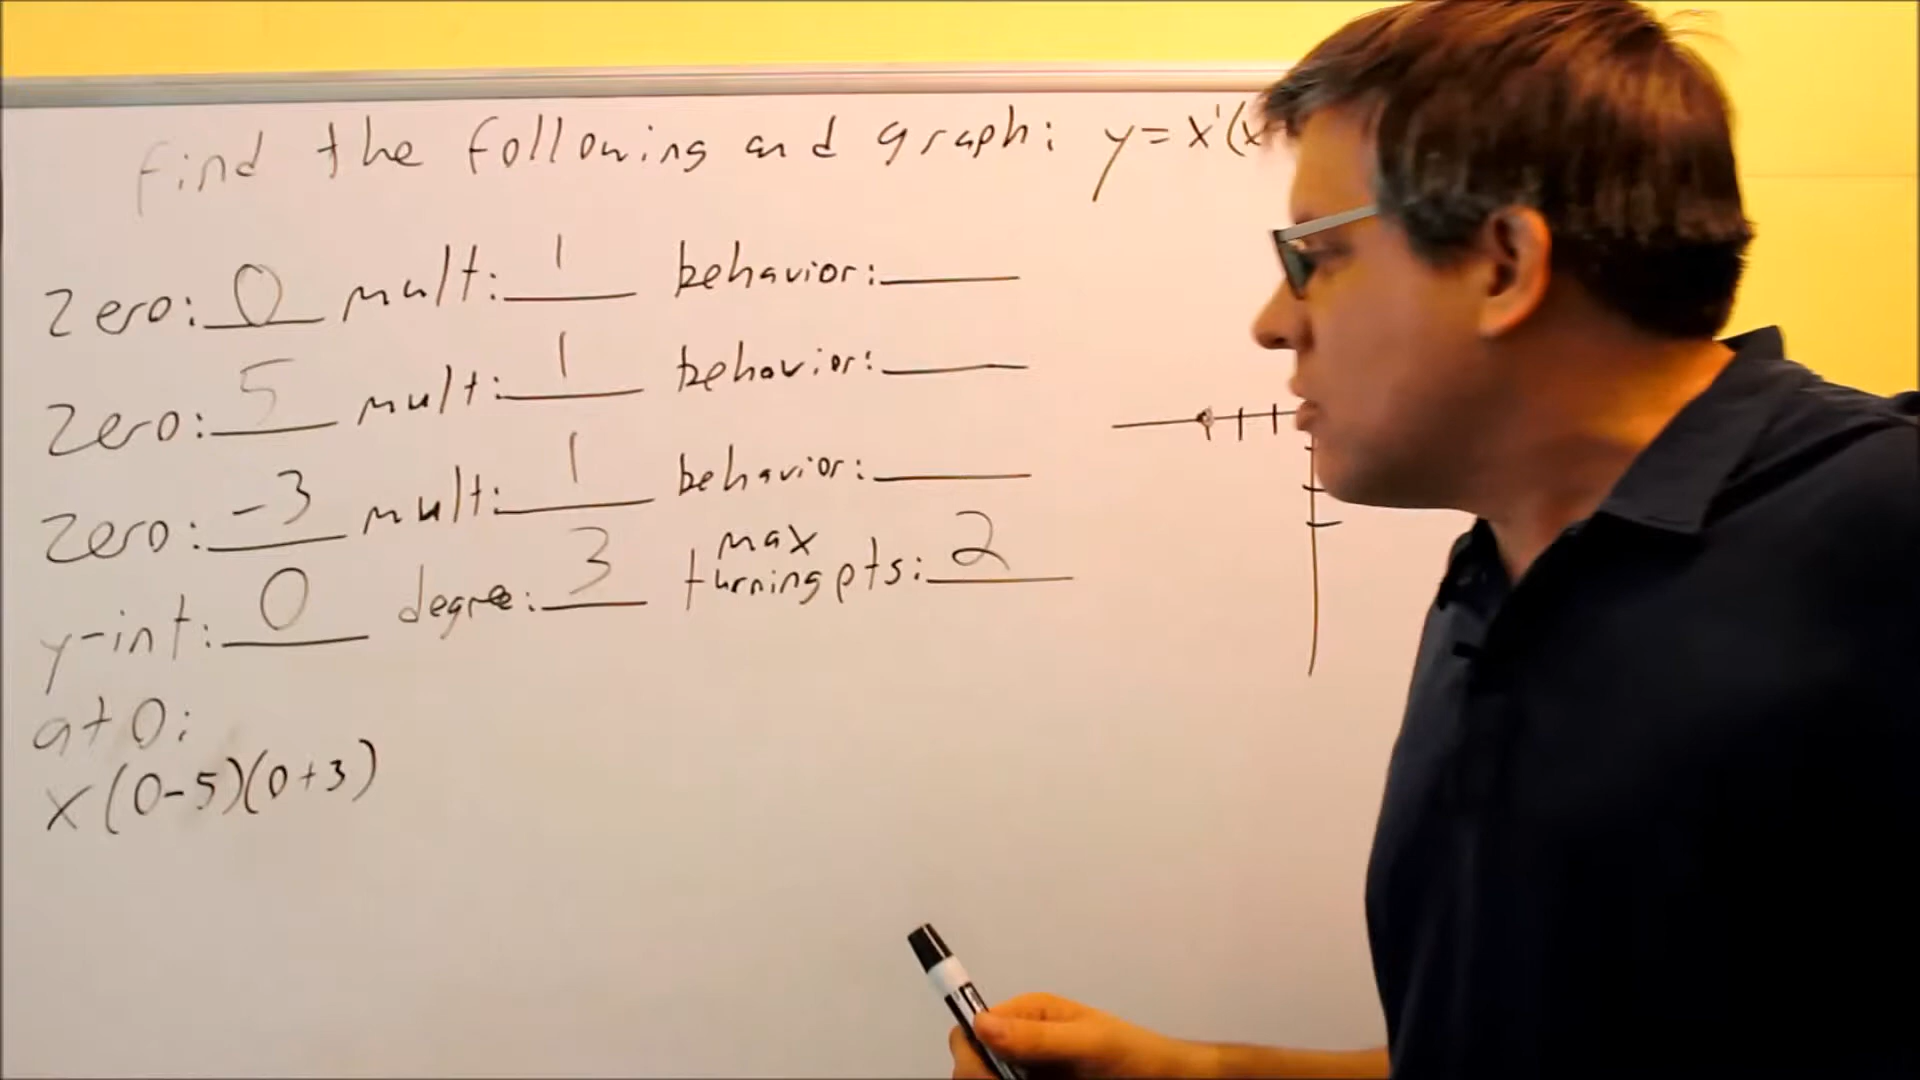 Find the following and graph: y=x¹(x
zero: 0 mult: 1 behavior:
zero: 5 mult: 1 behavior:
zero: -3 mult: 1 behavior:
y-int: 0 degree: 3 max turning pts: 2
at 0:
x(0-5)(0+3)